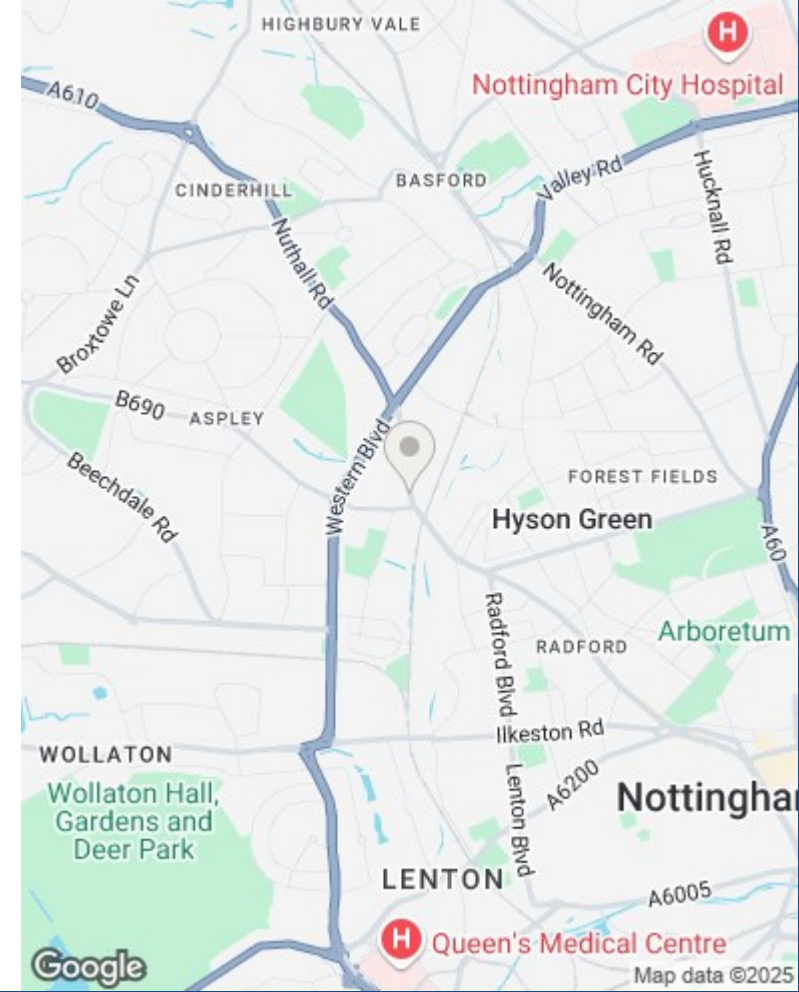 HIGHBURY VALE
H
Nottingham City Hospital
A610
Valley Rd
BASFORD
CINDERHILL
Hucknall Rd
Nuthall Rd
Nottingham Rd
Broxtowe Ln
B690
ASPLEY
Western Blvd
Beechdale Rd
FOREST FIELDS
Hyson Green
A60
Radford Blvd
Arboretum
RADFORD
Ilkeston Rd
WOLLATON
Wollaton Hall,
Gardens and
Deer Park
Lenton Blvd
A6200
Nottingha
LENTON
A6005
H
Queen's Medical Centre
Google
Map data ©2025